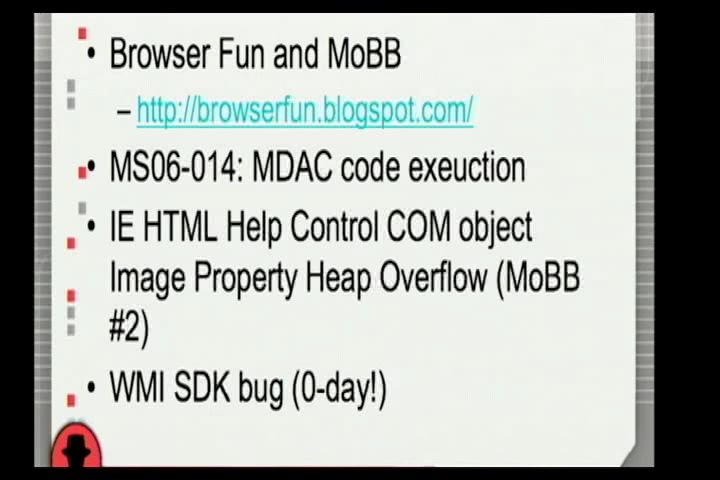 • Browser Fun and MoBB
– http://browserfun.blogspot.com/
• MS06-014: MDAC code exeuction
• IE HTML Help Control COM object
Image Property Heap Overflow (MoBB
#2)
• WMI SDK bug (0-day!)